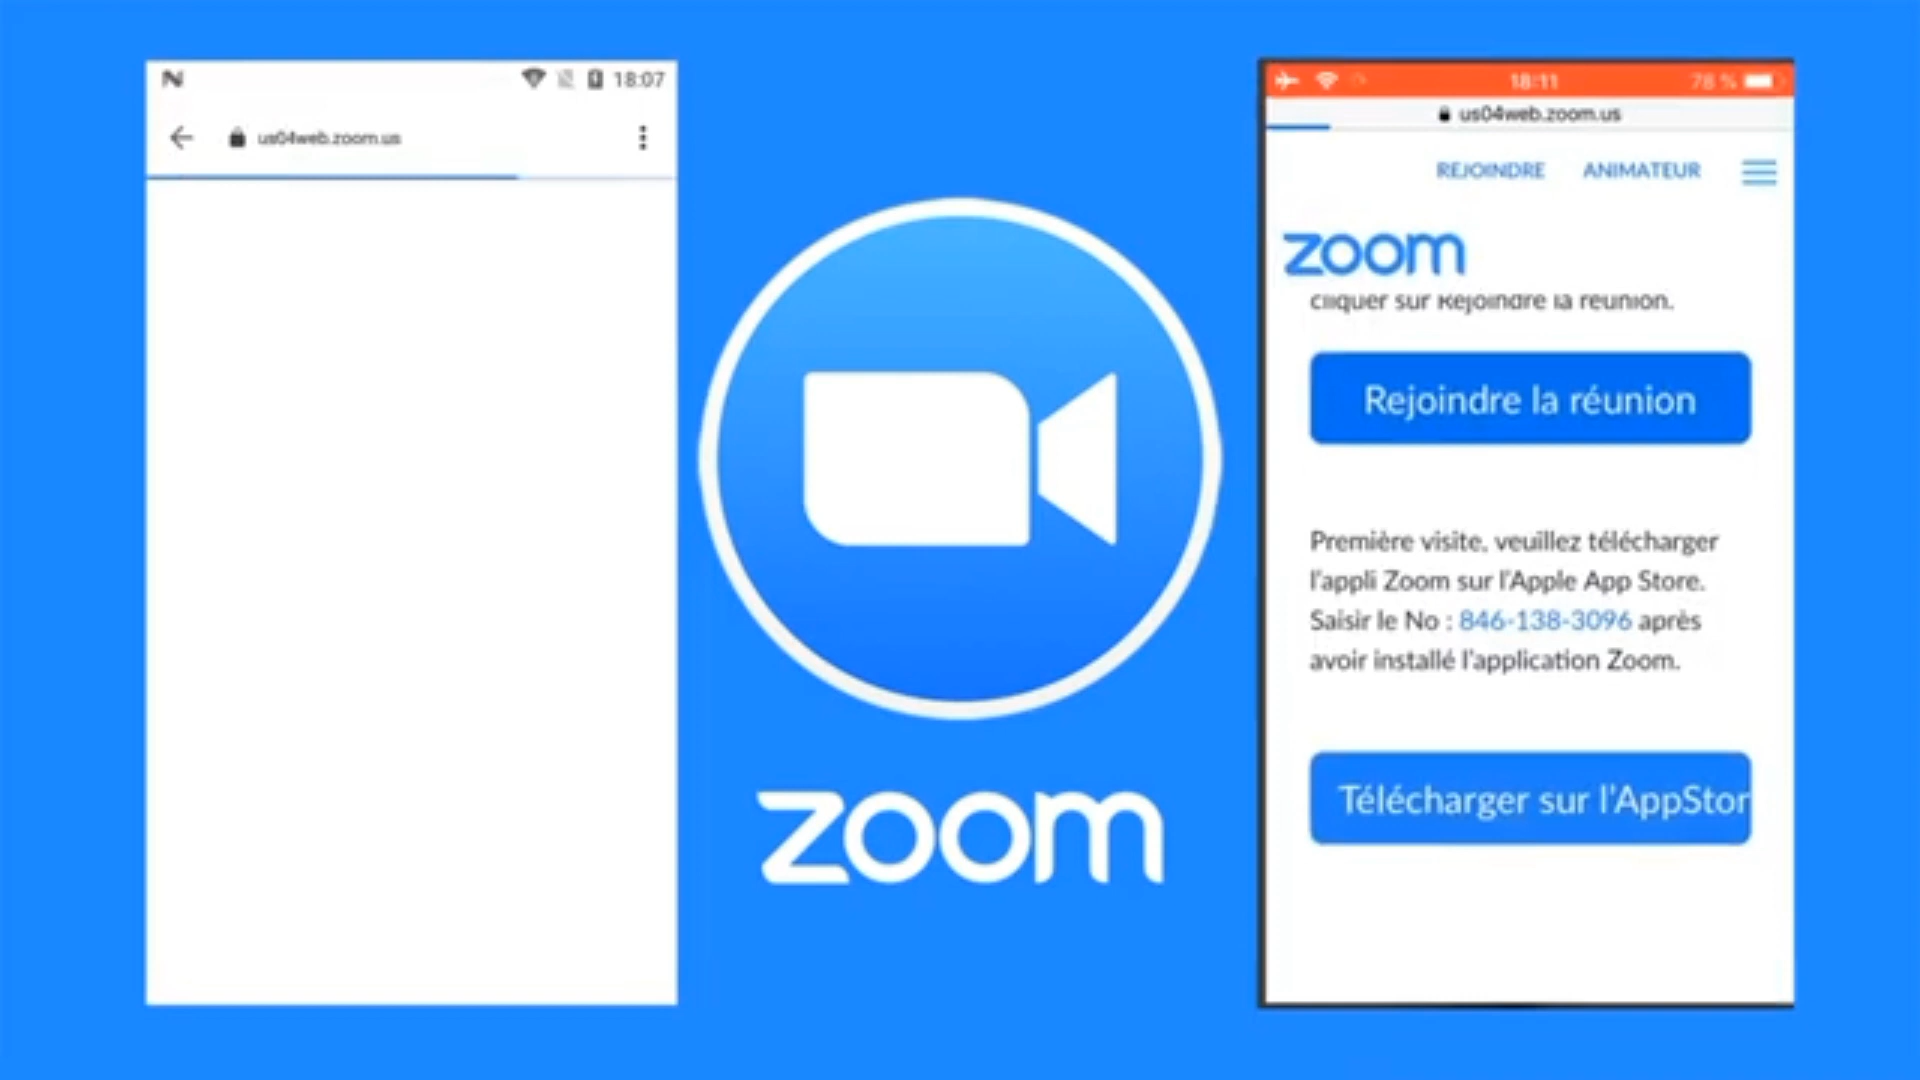 18:07
us04web.zoom.us
zoom
18:11
78 %
us04web.zoom.us
REJOINDRE ANIMATEUR
zoom
cliquer sur Rejoindre la réunion.
Rejoindre la réunion
Première visite, veuillez télécharger
l'appli Zoom sur l'Apple App Store.
Saisir le No : 846-138-3096 après
avoir installé l'application Zoom.
Télécharger sur l'AppStor